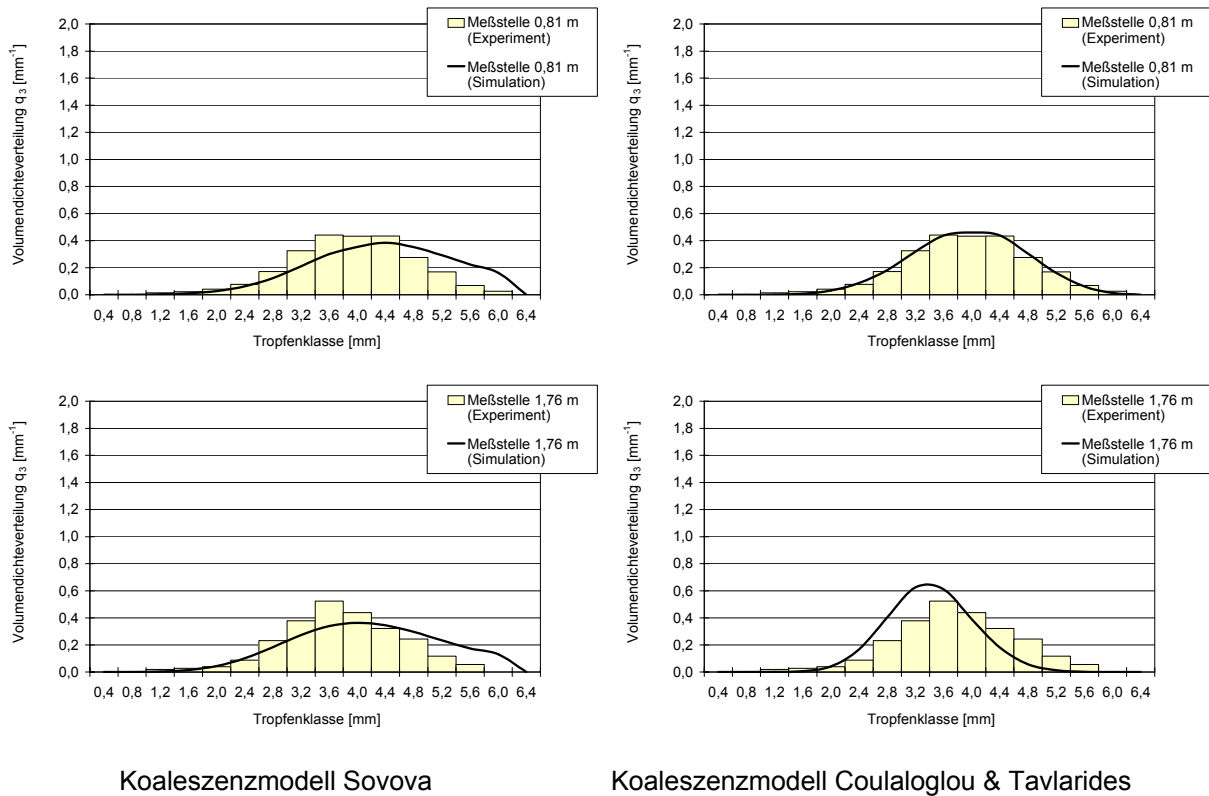 Volumendichteverteilung q3 [mm-1]
2,0
1,8
1,6
1,4
1,2
1,0
0,8
0,6
0,4
0,2
0,0
0,4 0,8 1,2 1,6 2,0 2,4 2,8 3,2 3,6 4,0 4,4 4,8 5,2 5,6 6,0 6,4
Tropfenklasse [mm]
Meßstelle 0,81 m
(Experiment)
Meßstelle 0,81 m
(Simulation)
Volumendichteverteilung q3 [mm-1]
2,0
1,8
1,6
1,4
1,2
1,0
0,8
0,6
0,4
0,2
0,0
0,4 0,8 1,2 1,6 2,0 2,4 2,8 3,2 3,6 4,0 4,4 4,8 5,2 5,6 6,0 6,4
Tropfenklasse [mm]
Meßstelle 0,81 m
(Experiment)
Meßstelle 0,81 m
(Simulation)
Volumendichteverteilung q3 [mm-1]
2,0
1,8
1,6
1,4
1,2
1,0
0,8
0,6
0,4
0,2
0,0
0,4 0,8 1,2 1,6 2,0 2,4 2,8 3,2 3,6 4,0 4,4 4,8 5,2 5,6 6,0 6,4
Tropfenklasse [mm]
Meßstelle 1,76 m
(Experiment)
Meßstelle 1,76 m
(Simulation)
Volumendichteverteilung q3 [mm-1]
2,0
1,8
1,6
1,4
1,2
1,0
0,8
0,6
0,4
0,2
0,0
0,4 0,8 1,2 1,6 2,0 2,4 2,8 3,2 3,6 4,0 4,4 4,8 5,2 5,6 6,0 6,4
Tropfenklasse [mm]
Meßstelle 1,76 m
(Experiment)
Meßstelle 1,76 m
(Simulation)
Koaleszenzmodell Sovova
Koaleszenzmodell Coulaloglou & Tavlarides